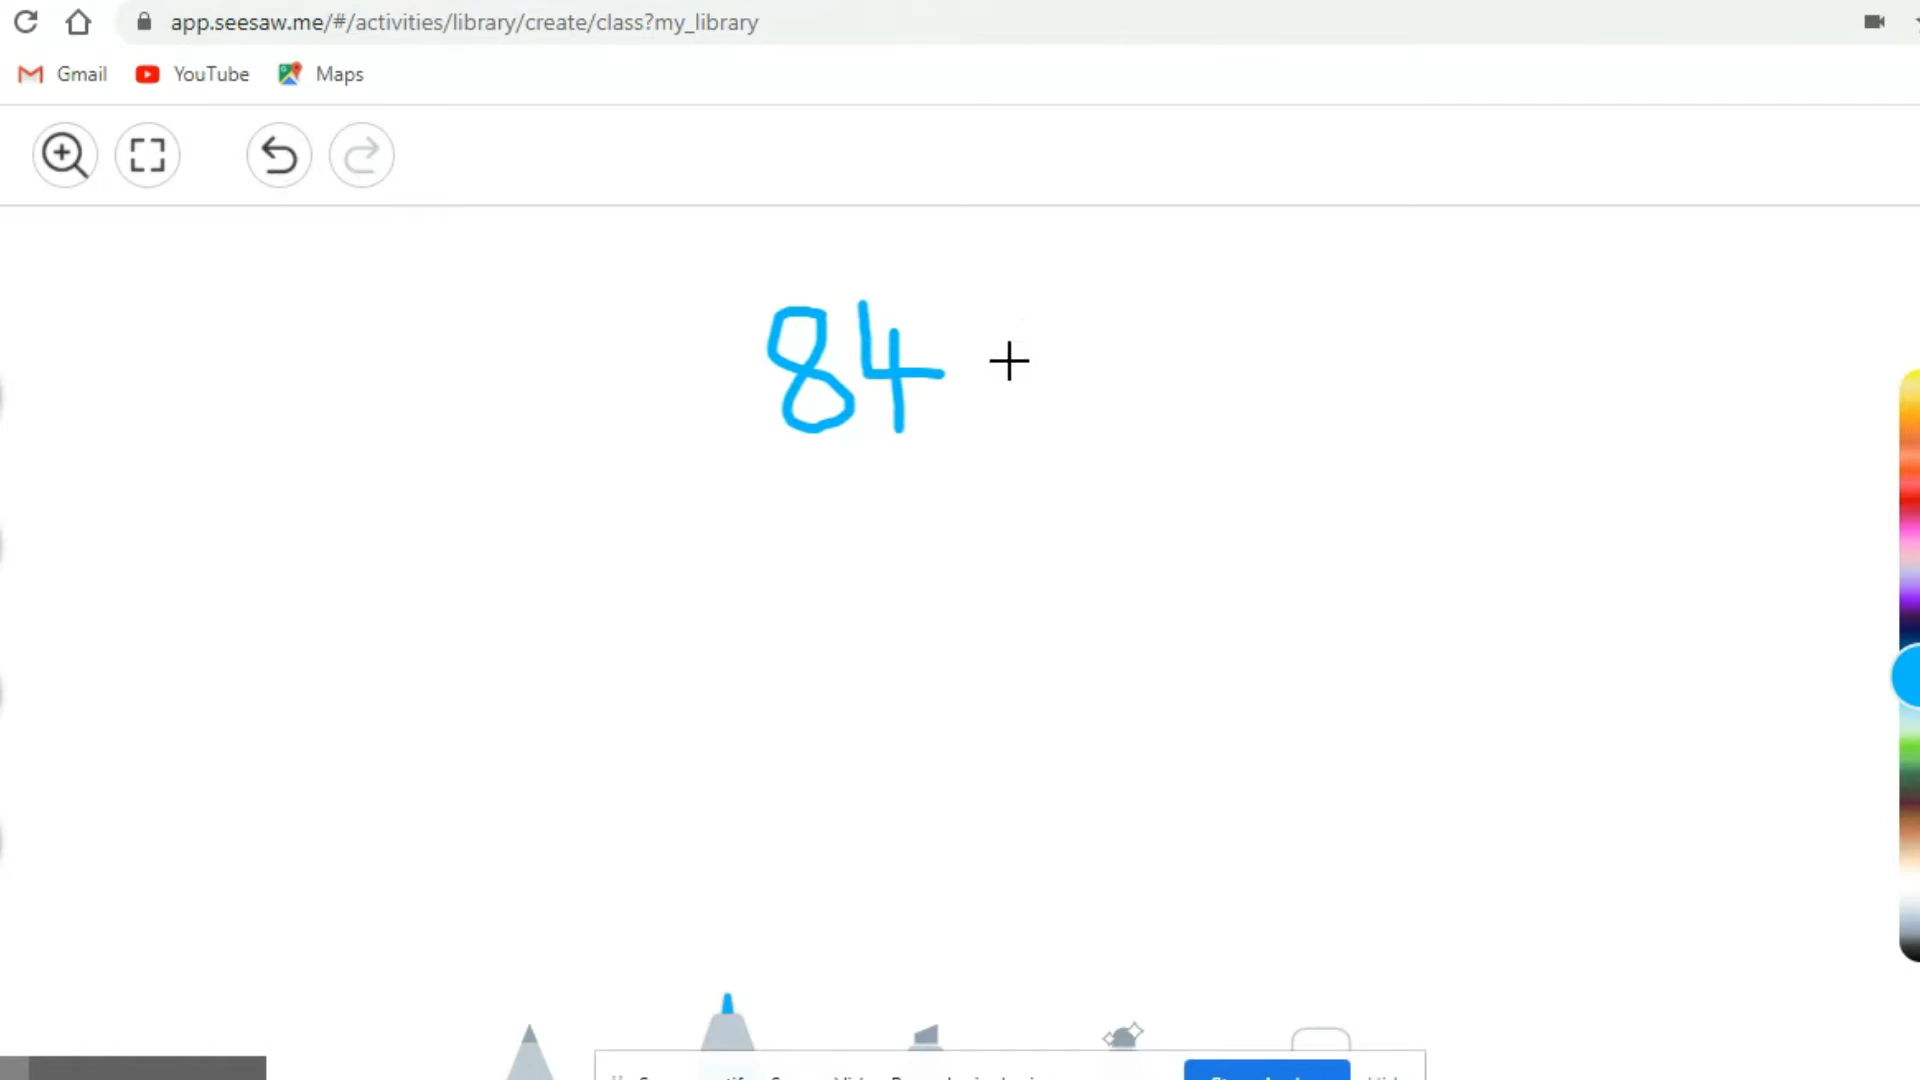 app.seesaw.me/#/activities/library/create/class?my_library
Gmail YouTube Maps
84